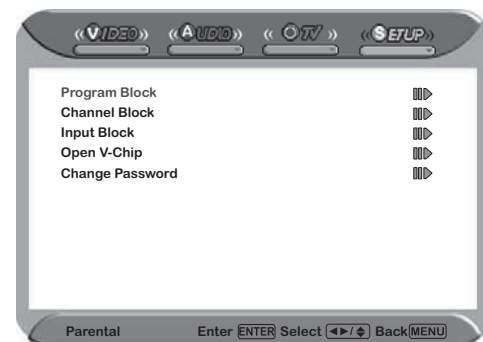 VIDEO AUDIO TV SETUP
Program Block
Channel Block
Input Block
Open V-Chip
Change Password
Parental Enter ENTER Select ◄►/▲▼ Back MENU